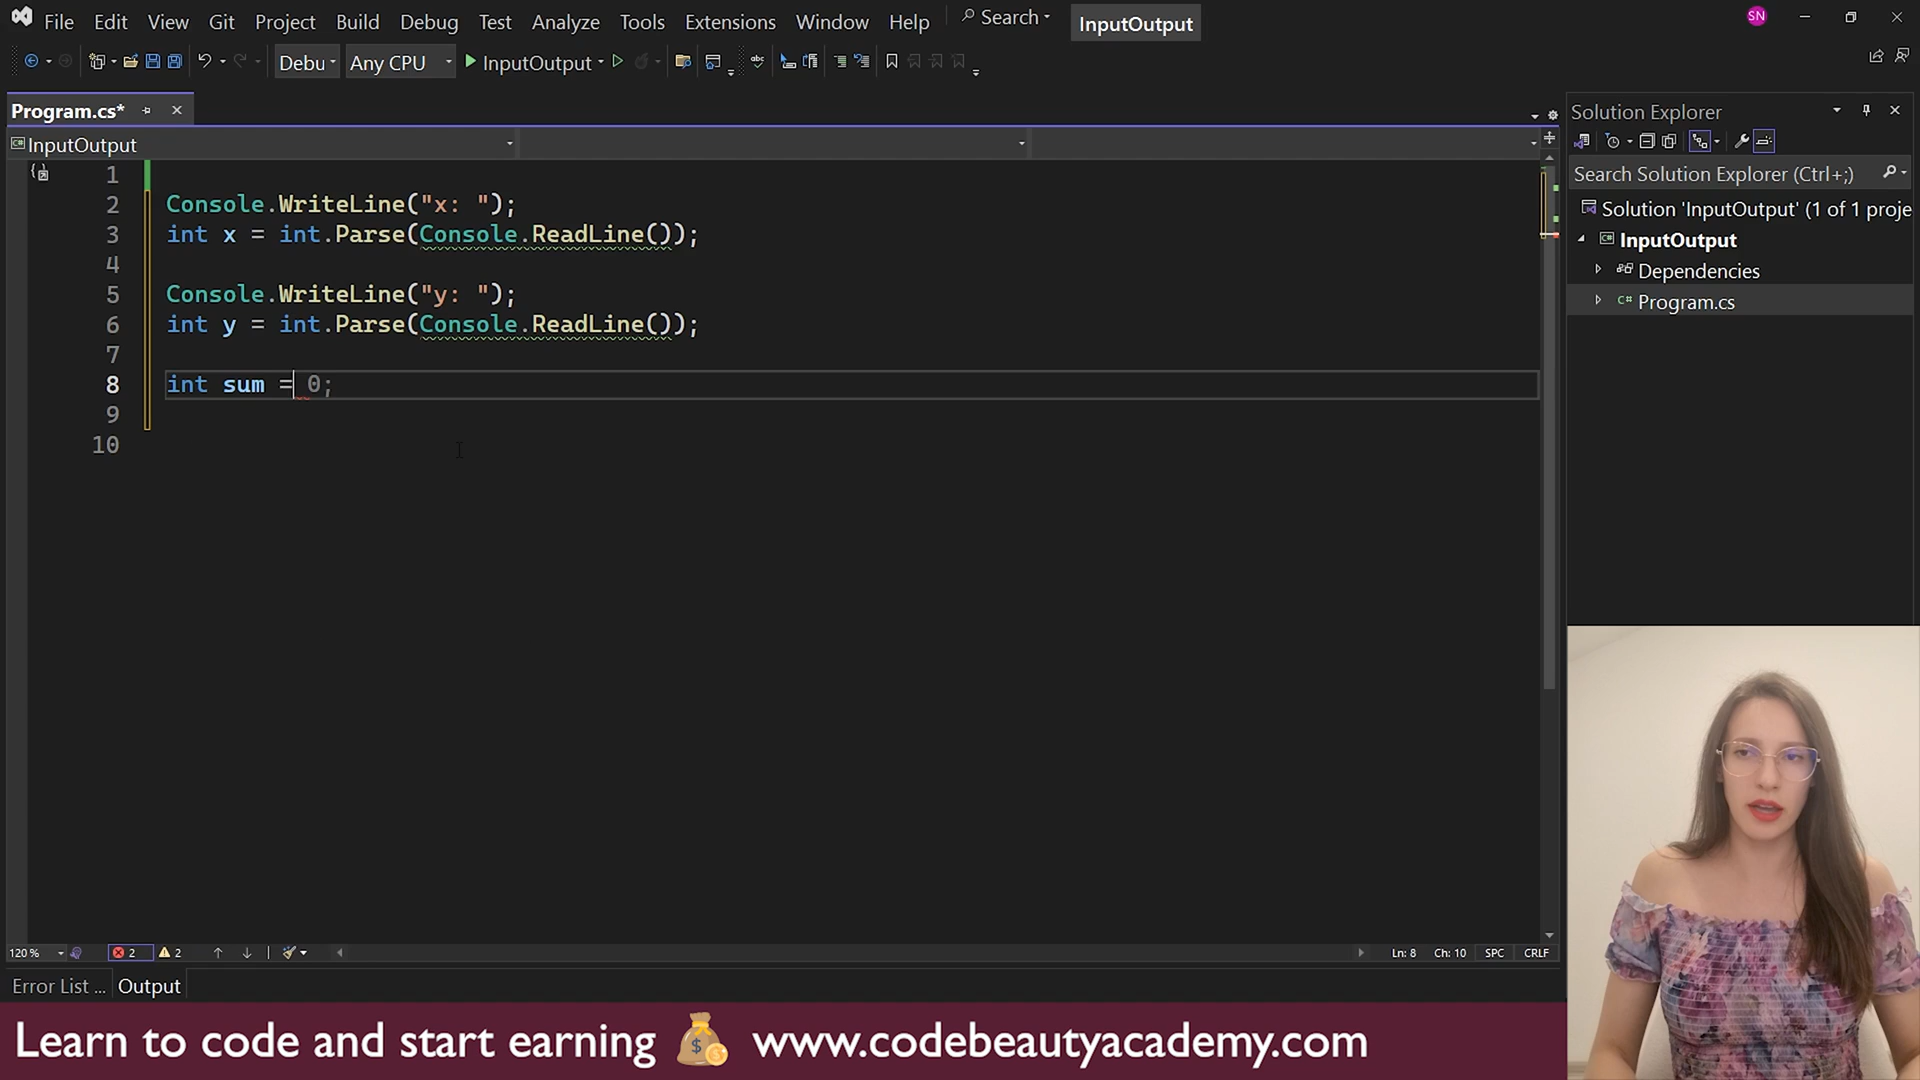 File Edit View Git Project Build Debug Test Analyze Tools Extensions Window Help Search InputOutput SN
Debu Any CPU InputOutput
Program.cs*
InputOutput
1
2 Console.WriteLine("x: ");
3 int x = int.Parse(Console.ReadLine());
4
5 Console.WriteLine("y: ");
6 int y = int.Parse(Console.ReadLine());
7
8 int sum = 0;
9
10
Solution Explorer
Search Solution Explorer (Ctrl+;)
Solution 'InputOutput' (1 of 1 proje
InputOutput
Dependencies
C# Program.cs
120 % 2 2 Ln: 8 Ch: 10 SPC CRLF
Error List ... Output
Learn to code and start earning www.codebeautyacademy.com